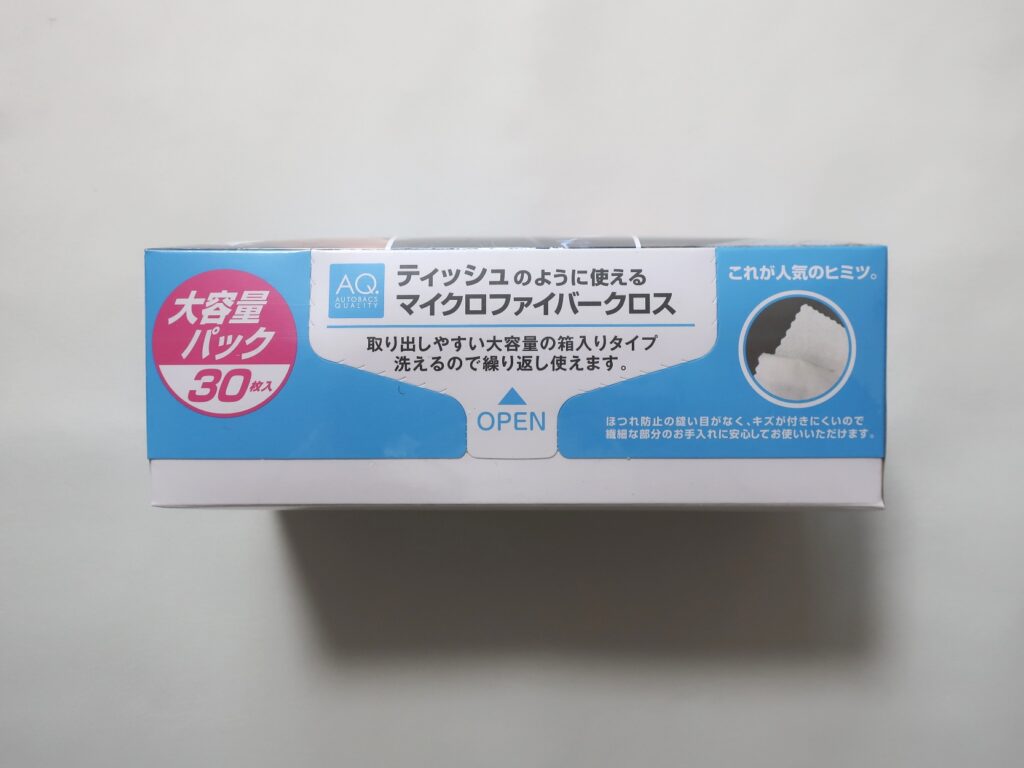 大容量
パック
30枚入
AQ.
AUTOBACS
QUALITY
ティッシュのように使える
マイクロファイバークロス
取り出しやすい大容量の箱入りタイプ
洗えるので繰り返し使えます。
OPEN
これが人気のヒミツ。
ほつれ防止の縫い目がなく、キズが付きにくいので
繊細な部分のお手入れに安心してお使いいただけます。